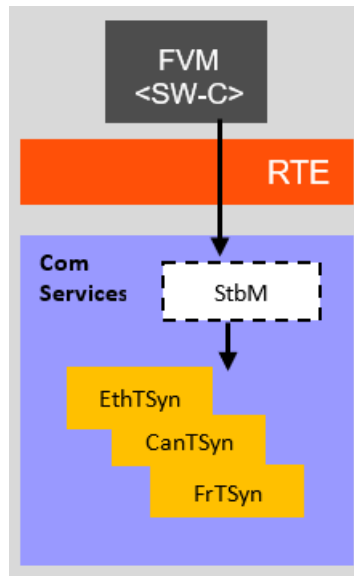 FVM
<SW-C>
RTE
Com
Services
StbM
EthTSyn
CanTSyn
FrTSyn